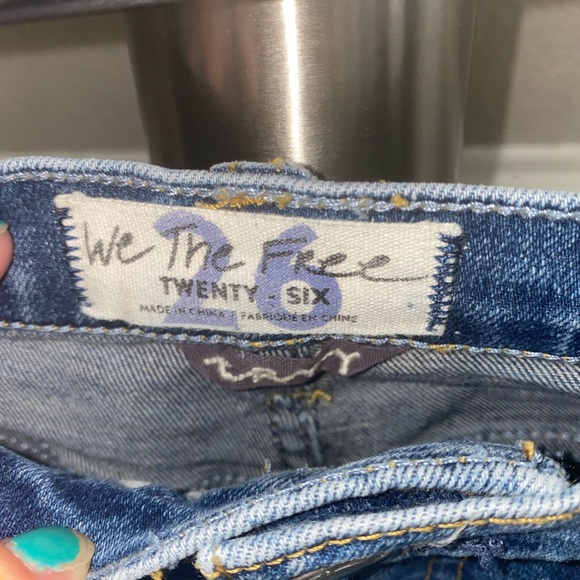 We The Free
26
TWENTY - SIX
MADE IN CHINA / FABRIQUÉ EN CHINE